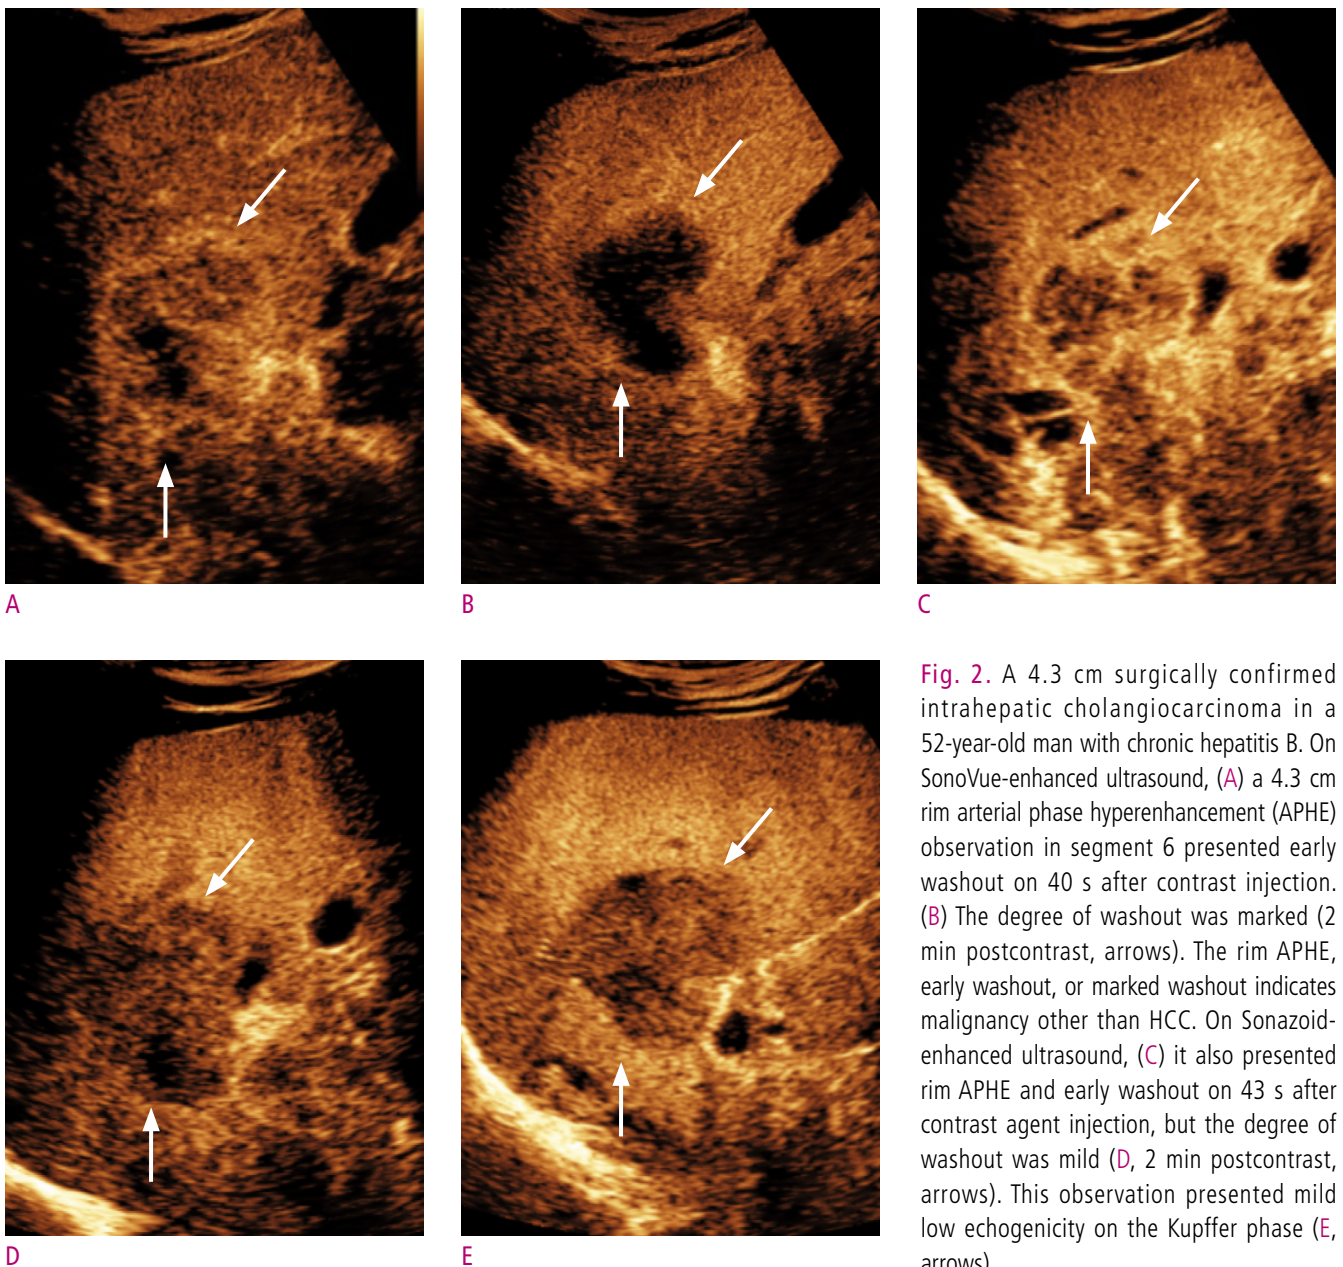 A
B
C
D
E
Fig. 2. A 4.3 cm surgically confirmed
intrahepatic cholangiocarcinoma in a
52-year-old man with chronic hepatitis B. On
SonoVue-enhanced ultrasound, (A) a 4.3 cm
rim arterial phase hyperenhancement (APHE)
observation in segment 6 presented early
washout on 40 s after contrast injection.
(B) The degree of washout was marked (2
min postcontrast, arrows). The rim APHE,
early washout, or marked washout indicates
malignancy other than HCC. On Sonazoid-
enhanced ultrasound, (C) it also presented
rim APHE and early washout on 43 s after
contrast agent injection, but the degree of
washout was mild (D, 2 min postcontrast,
arrows). This observation presented mild
low echogenicity on the Kupffer phase (E,
arrows).